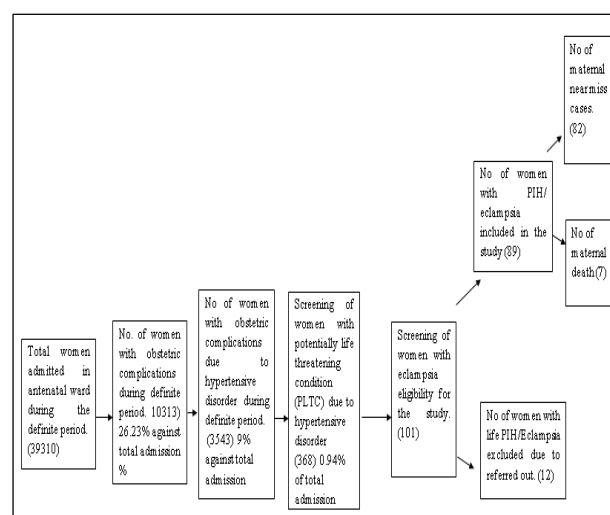 Total women
admitted in
antenatal ward
during the
definite period.
(39310)
No. of women
with obstetric
complications
during definite
period. 10313)
26.23% against
total admission
%
No of women
with obstetric
complications
due to
hypertensive
disorder during
definite period.
(3543) 9%
against total
admission
Screening of
women with
potentially life
threatening
condition
(PLTC) due to
hypertensive
disorder
(368) 0.94%
of total
admission
Screening of
women with
eclampsia
eligibility for
the study.
(101)
No of women
with PIH/
eclampsia
included in the
study (89)
No of
maternal
near miss
cases.
(82)
No of
maternal
death(7)
No of women with
life PIH/Eclampsia
excluded due to
referred out. (12)